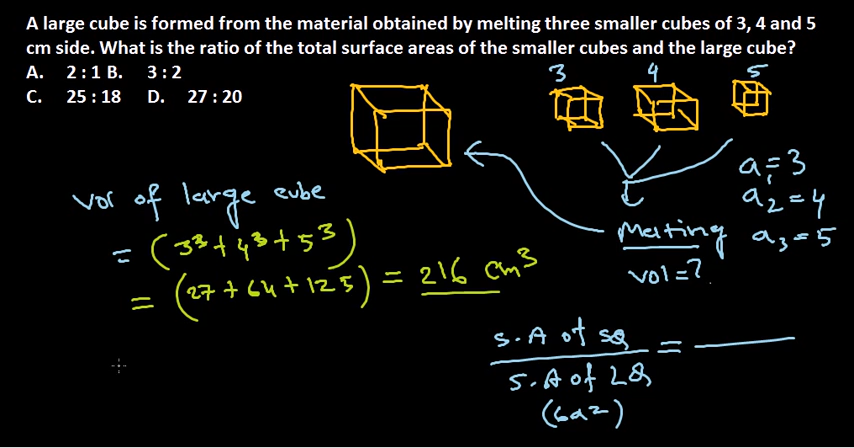 A large cube is formed from the material obtained by melting three smaller cubes of 3, 4 and 5
cm side. What is the ratio of the total surface areas of the smaller cubes and the large cube?
A. 2 : 1 B. 3 : 2
C. 25 : 18 D. 27 : 20
3 4 5
a₁ = 3
a₂ = 4
a₃ = 5
Melting
vol = ?
vol of large cube
= (3³ + 4³ + 5³)
= (27 + 64 + 125) = 216 cm³
S.A of SQ =
S.A of LQ
(6a²)